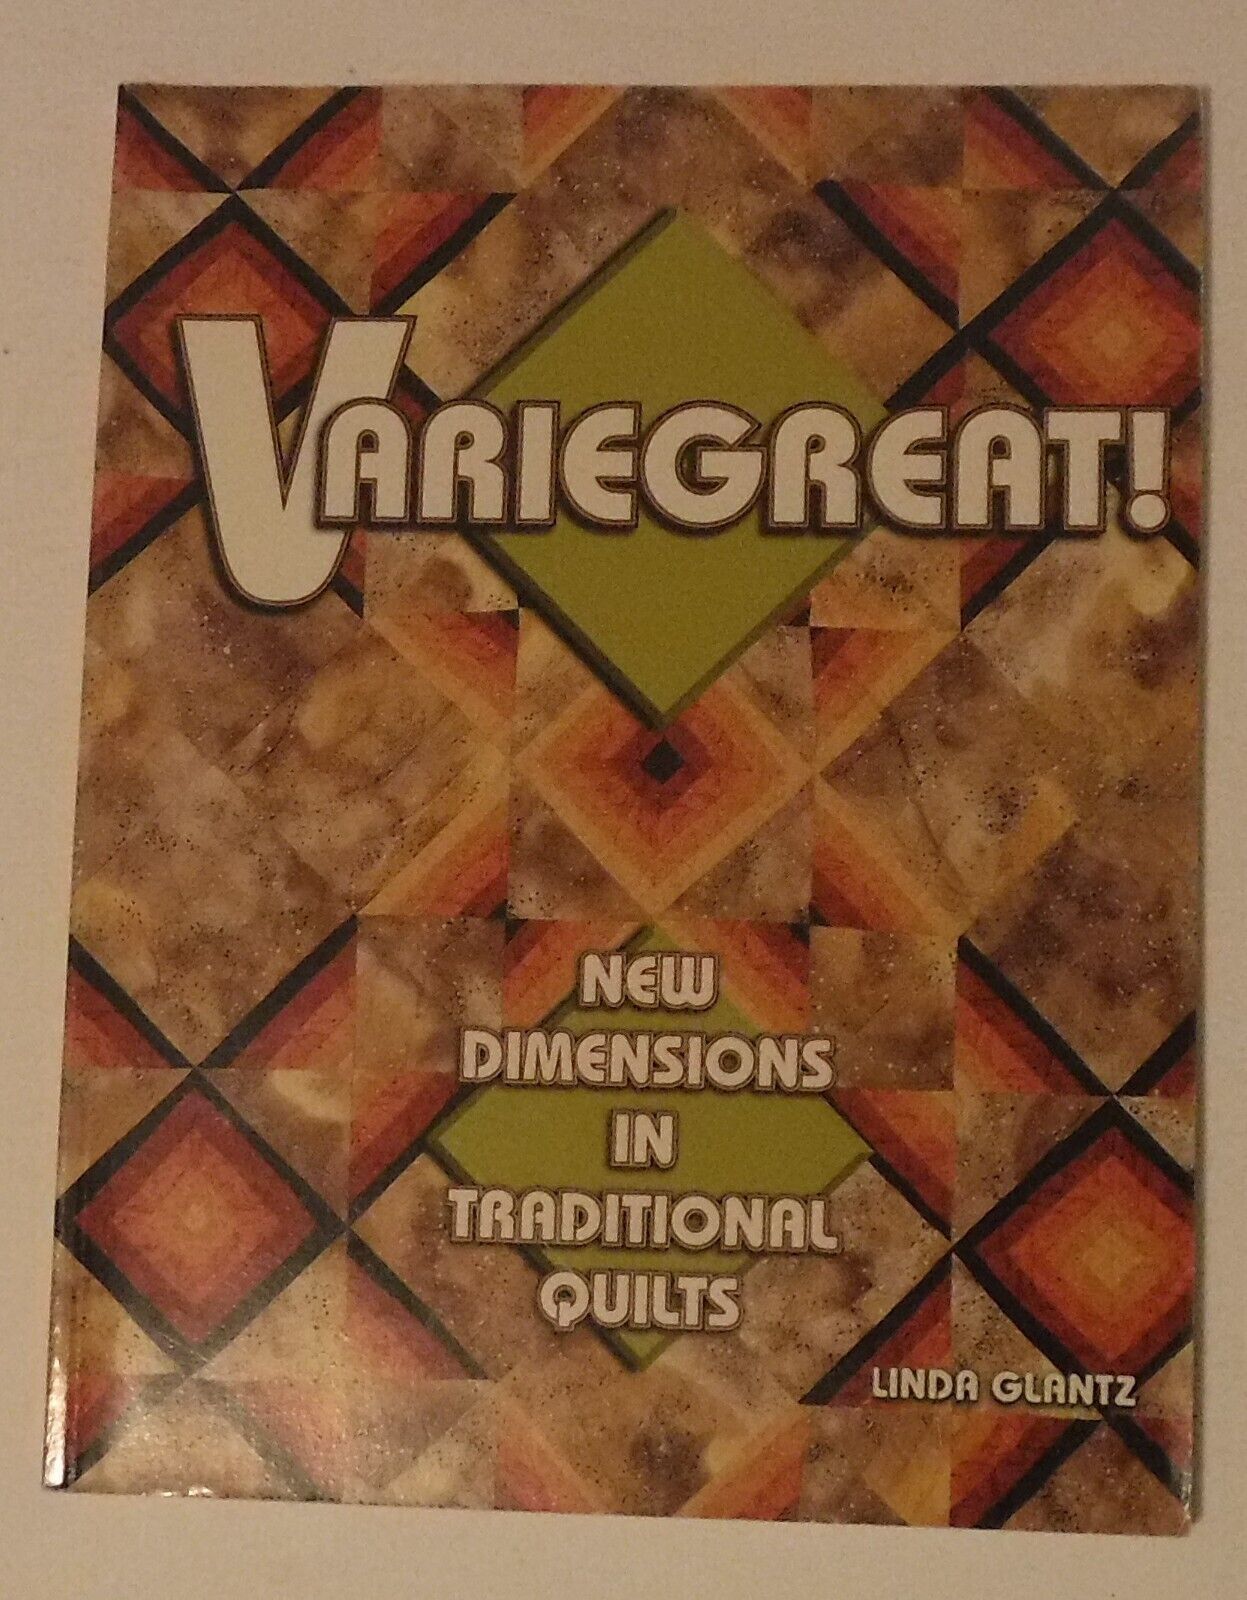 VARIEGREAT!
NEW
DIMENSIONS
IN
TRADITIONAL
QUILTS
LINDA GLANTZ